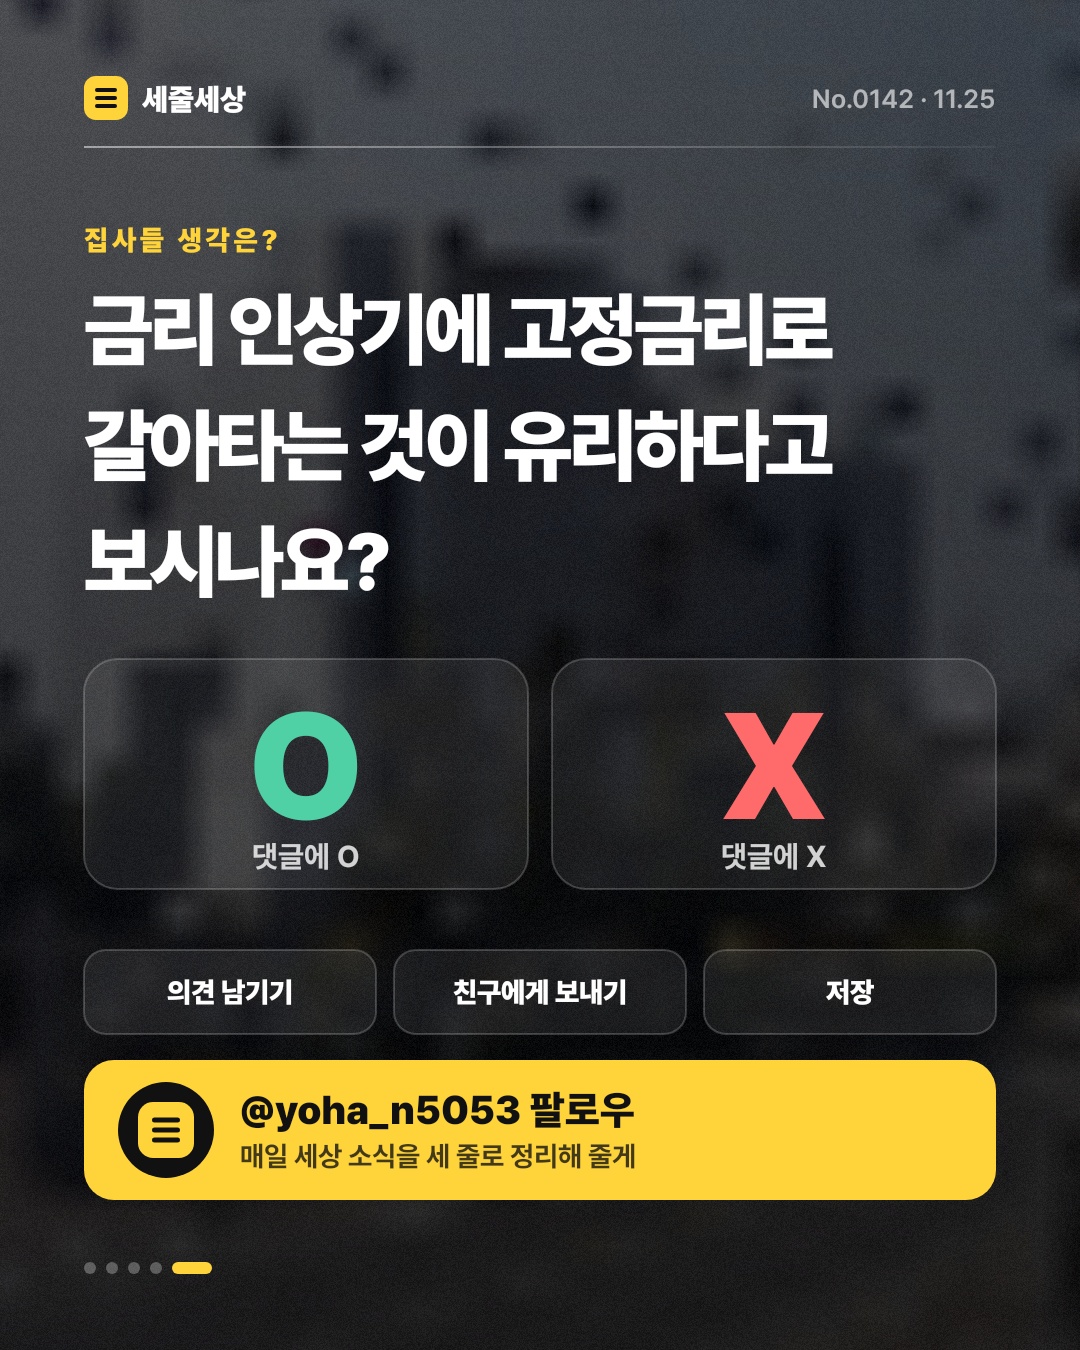 세줄세상
No.0142 · 11.25
집사들 생각은?
금리 인상기에 고정금리로
갈아타는 것이 유리하다고
보시나요?
O
댓글에 O
X
댓글에 X
의견 남기기
친구에게 보내기
저장
@yoha_n5053 팔로우
매일 세상 소식을 세 줄로 정리해 줄게